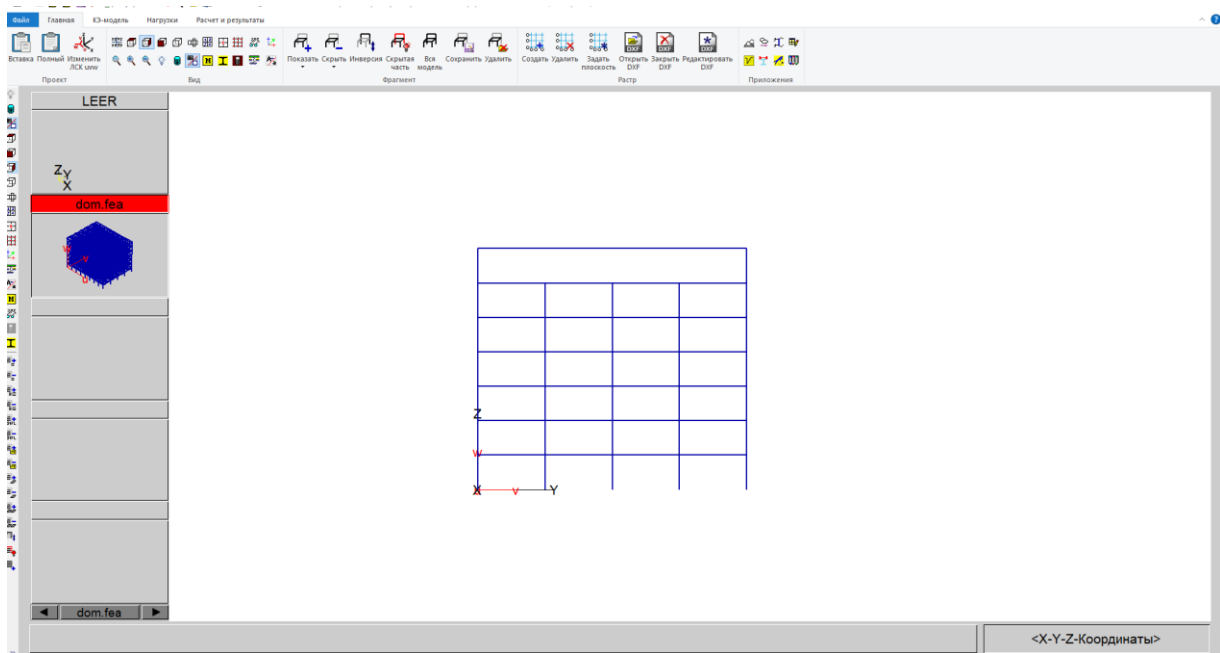 Файл Главная КЭ-модель Нагрузки Расчет и результаты
Вставка Полный Изменить ЛСК uvw
Показать Скрыть Инверсия Скрытая часть Вся модель Сохранить Удалить
Создать Удалить Задать плоскость Открыть DXF Закрыть DXF Редактировать DXF
Проект Вид Фрагмент Растр Приложения
LEER
Z Y
X
dom.fea
w
v
u
Z
w
X v Y
dom.fea
<X-Y-Z-Координаты>